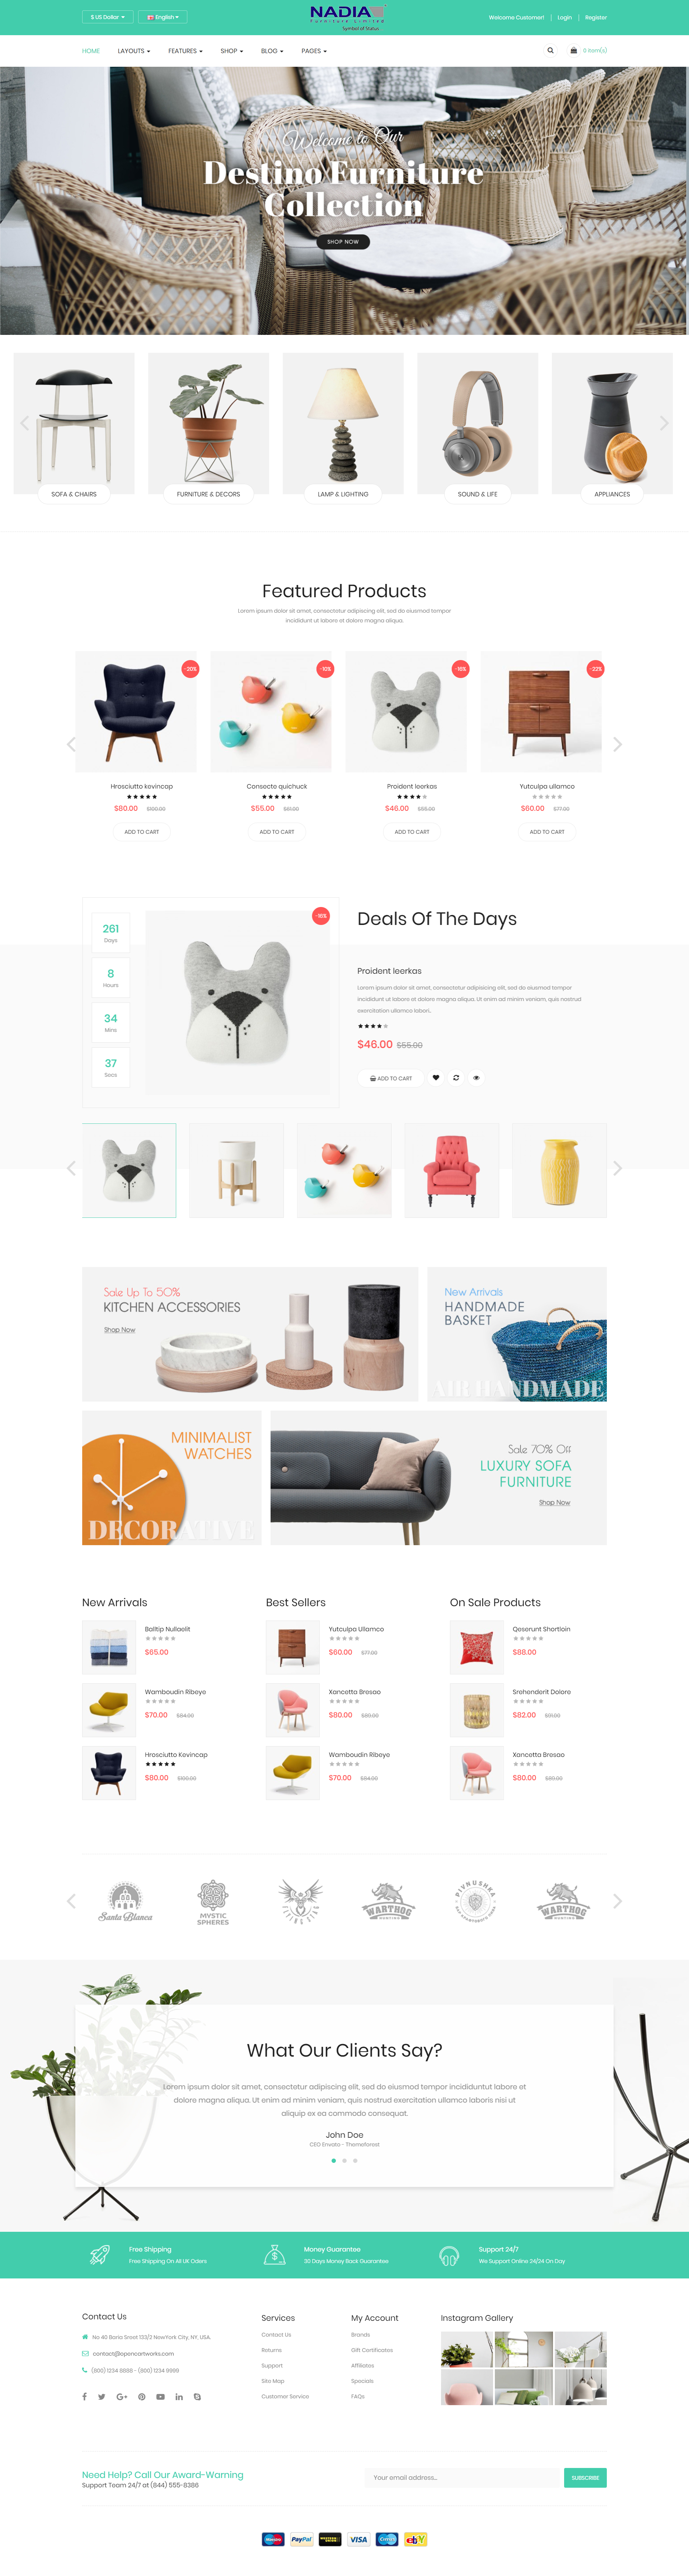 $ US Dollar
English
NADIA
Furniture Limited
Symbol of Status
Welcome Customer!
Login
Register
HOME
LAYOUTS
FEATURES
SHOP
BLOG
PAGES
0 item(s)
Welcome to Our
Destino Furniture
Collection
SHOP NOW
SOFA & CHAIRS
FURNITURE & DECORS
LAMP & LIGHTING
SOUND & LIFE
APPLIANCES
Featured Products
Lorem ipsum dolor sit amet, consectetur adipisicing elit, sed do eiusmod tempor
incididunt ut labore et dolore magna aliqua.
-20%
-10%
-16%
-22%
Hrosciutto kevincap
$80.00 $100.00
ADD TO CART
Consecte quichuck
$55.00 $61.00
ADD TO CART
Proident leerkas
$46.00 $55.00
ADD TO CART
Yutculpa ullamco
$60.00 $77.00
ADD TO CART
261
Days
8
Hours
34
Mins
37
Secs
-16%
Deals Of The Days
Proident leerkas
Lorem ipsum dolor sit amet, consectetur adipisicing elit, sed do eiusmod tempor
incididunt ut labore et dolore magna aliqua. Ut enim ad minim veniam, quis nostrud
exercitation ullamco labori..
$46.00 $55.00
ADD TO CART
Sale Up To 50%
KITCHEN ACCESSORIES
Shop Now
New Arrivals
HANDMADE
BASKET
AIR HANDMADE
MINIMALIST
WATCHES
DECORATIVE
Sale 70% Off
LUXURY SOFA
FURNITURE
Shop Now
New Arrivals
Balltip Nullaelit
$65.00
Wamboudin Ribeye
$70.00 $84.00
Hrosciutto Kevincap
$80.00 $100.00
Best Sellers
Yutculpa Ullamco
$60.00 $77.00
Xancetta Bresao
$80.00 $89.00
Wamboudin Ribeye
$70.00 $84.00
On Sale Products
Qeserunt Shortloin
$88.00
Srehenderit Dolore
$82.00 $91.00
Xancetta Bresao
$80.00 $89.00
Santa Blanca
MYSTIC
SPHERES
WARTHOG
PIVNUSHKA
WARTHOG
What Our Clients Say?
Lorem ipsum dolor sit amet, consectetur adipisicing elit, sed do eiusmod tempor incididuntut labore et
dolore magna aliqua. Ut enim ad minim veniam, quis nostrud exercitation ullamco laboris nisi ut
aliquip ex ea commodo consequat.
John Doe
CEO Envato - Themeforest
Free Shipping
Free Shipping On All UK Oders
Money Guarantee
30 Days Money Back Guarantee
Support 24/7
We Support Online 24/24 On Day
Contact Us
No 40 Baria Sreet 133/2 NewYork City, NY, USA.
contact@opencartworks.com
(800) 1234 8888 - (800) 1234 9999
Services
Contact Us
Returns
Support
Site Map
Customer Service
My Account
Brands
Gift Certificates
Affiliates
Specials
FAQs
Instagram Gallery
Need Help? Call Our Award-Warning
Support Team 24/7 at (844) 555-8386
Your email address...
SUBSCRIBE
Maestro
PayPal
WESTERN
UNION
VISA
Cirrus
ebY